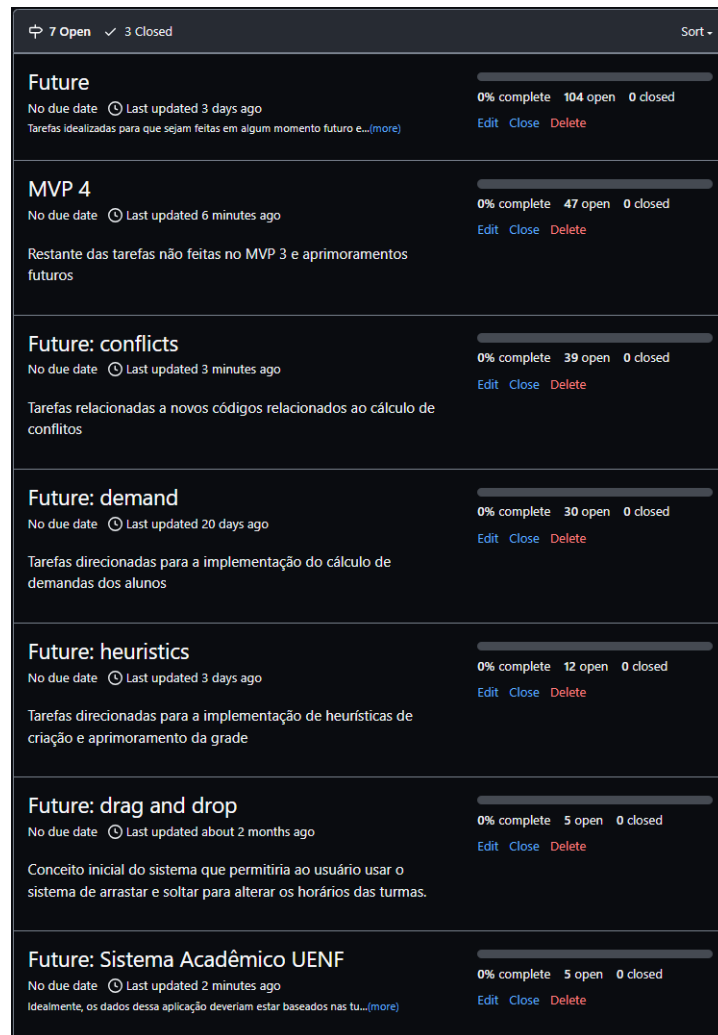 7 Open 3 Closed Sort
Future
No due date Last updated 3 days ago
Tarefas idealizadas para que sejam feitas em algum momento futuro e...(more)
0% complete 104 open 0 closed
Edit Close Delete
MVP 4
No due date Last updated 6 minutes ago
Restante das tarefas não feitas no MVP 3 e aprimoramentos
futuros
0% complete 47 open 0 closed
Edit Close Delete
Future: conflicts
No due date Last updated 3 minutes ago
Tarefas relacionadas a novos códigos relacionados ao cálculo de
conflitos
0% complete 39 open 0 closed
Edit Close Delete
Future: demand
No due date Last updated 20 days ago
Tarefas direcionadas para a implementação do cálculo de
demandas dos alunos
0% complete 30 open 0 closed
Edit Close Delete
Future: heuristics
No due date Last updated 3 days ago
Tarefas direcionadas para a implementação de heurísticas de
criação e aprimoramento da grade
0% complete 12 open 0 closed
Edit Close Delete
Future: drag and drop
No due date Last updated about 2 months ago
Conceito inicial do sistema que permitiria ao usuário usar o
sistema de arrastar e soltar para alterar os horários das turmas.
0% complete 5 open 0 closed
Edit Close Delete
Future: Sistema Acadêmico UENF
No due date Last updated 2 minutes ago
Idealmente, os dados dessa aplicação deveriam estar baseados nas tu...(more)
0% complete 5 open 0 closed
Edit Close Delete